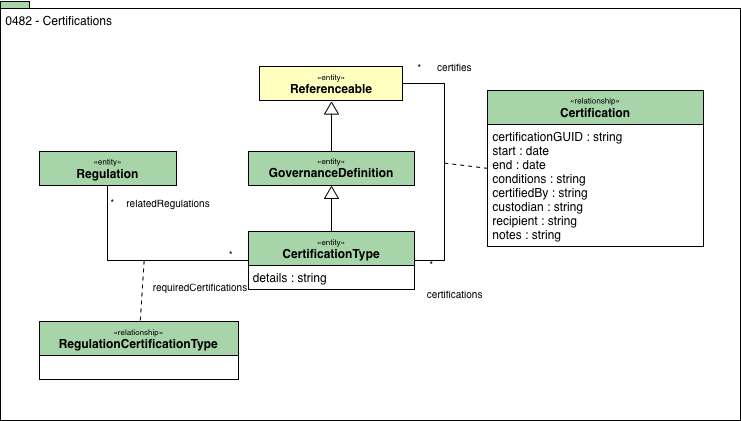 0482 - Certifications
«entity»
Referenceable
* certifies
«relationship»
Certification
certificationGUID : string
start : date
end : date
conditions : string
certifiedBy : string
custodian : string
recipient : string
notes : string
«entity»
Regulation
«entity»
GovernanceDefinition
* relatedRegulations
«entity»
CertificationType
details : string
*
requiredCertifications
*
certifications
«relationship»
RegulationCertificationType